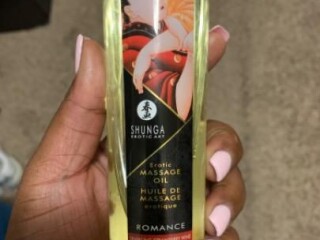 SHUNGA
EROTIC ART
Erotic
MASSAGE
OIL
HUILE DE
MASSAGE
érotique
ROMANCE